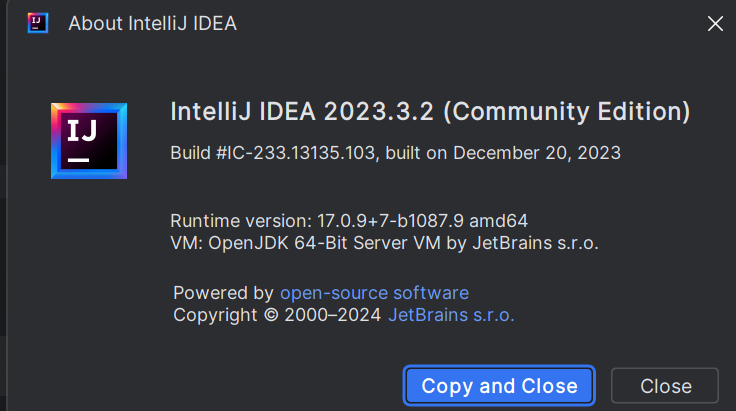 About IntelliJ IDEA
IJ
IntelliJ IDEA 2023.3.2 (Community Edition)
Build #IC-233.13135.103, built on December 20, 2023
Runtime version: 17.0.9+7-b1087.9 amd64
VM: OpenJDK 64-Bit Server VM by JetBrains s.r.o.
Powered by open-source software
Copyright © 2000–2024 JetBrains s.r.o.
Copy and Close
Close